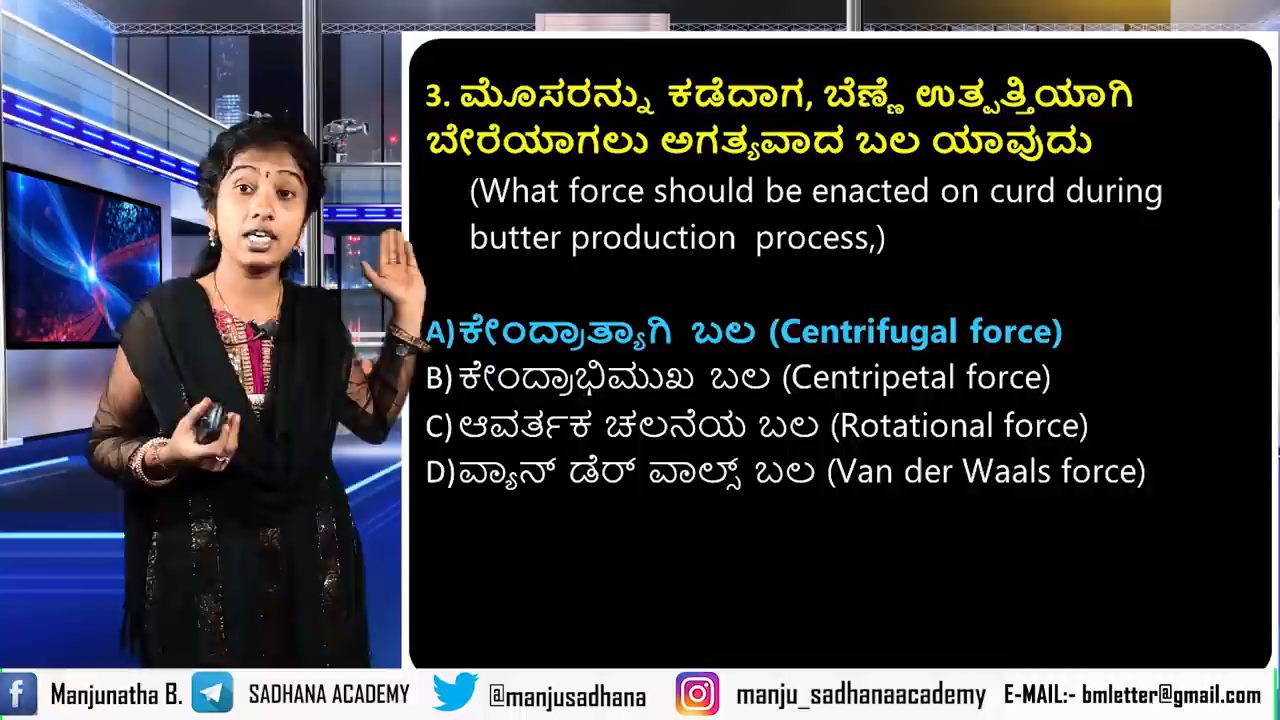 3. ಮೊಸರನ್ನು ಕಡೆದಾಗ, ಬೆಣ್ಣೆ ಉತ್ಪತ್ತಿಯಾಗಿ
ಬೇರೆಯಾಗಲು ಅಗತ್ಯವಾದ ಬಲ ಯಾವುದು
(What force should be enacted on curd during
butter production process,)
A)ಕೇಂದ್ರಾತ್ಯಾಗಿ ಬಲ (Centrifugal force)
B)ಕೇಂದ್ರಾಭಿಮುಖ ಬಲ (Centripetal force)
C)ಆವರ್ತಕ ಚಲನೆಯ ಬಲ (Rotational force)
D)ವ್ಯಾನ್ ಡೆರ್ ವಾಲ್ಸ್ ಬಲ (Van der Waals force)
Manjunatha B. SADHANA ACADEMY @manjusadhana manju_sadhanaacademy E-MAIL:- bmletter@gmail.com